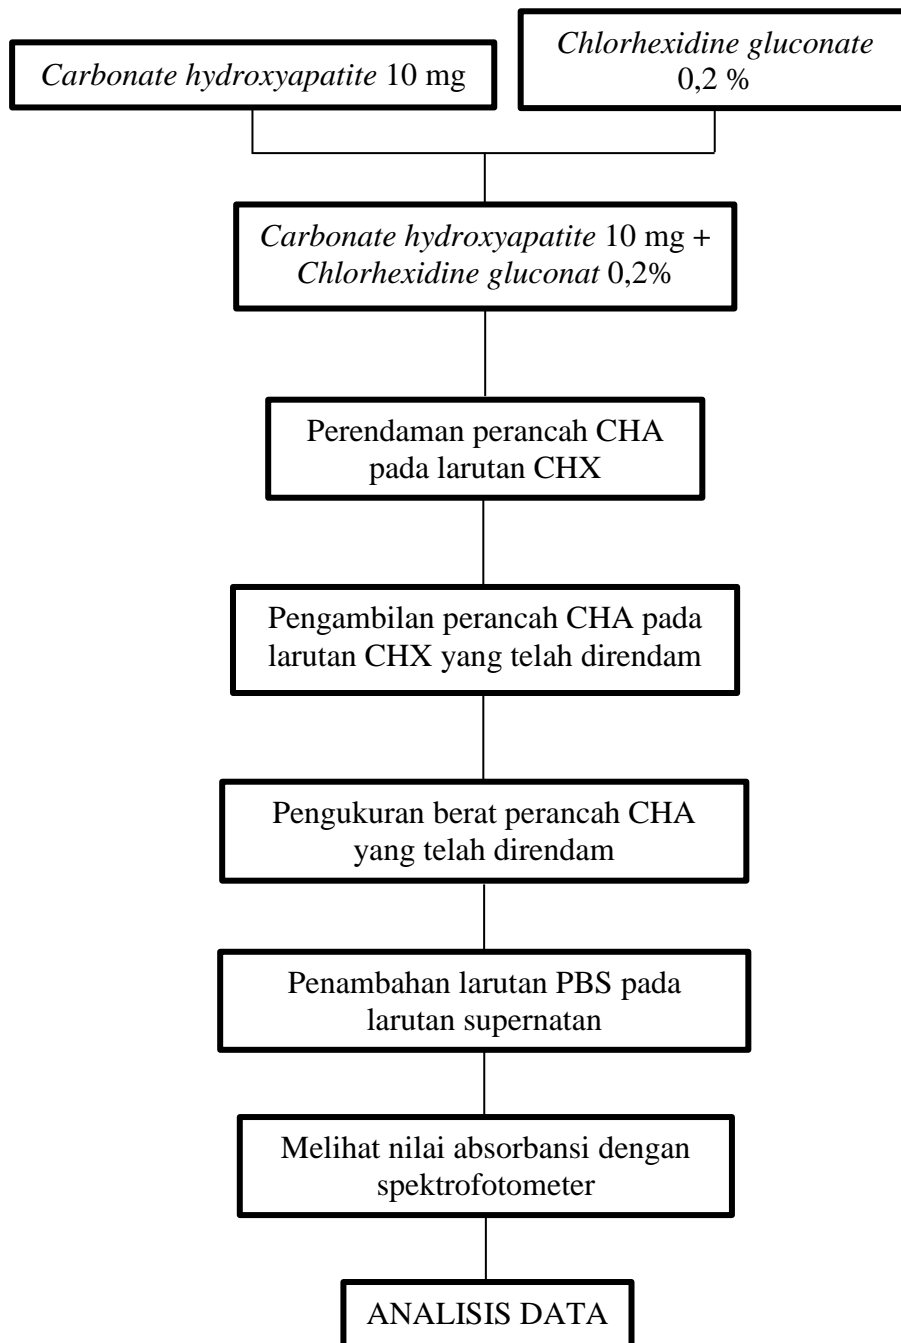 Carbonate hydroxyapatite 10 mg
Chlorhexidine gluconate
0,2 %
Carbonate hydroxyapatite 10 mg +
Chlorhexidine gluconat 0,2%
Perendaman perancah CHA
pada larutan CHX
Pengambilan perancah CHA pada
larutan CHX yang telah direndam
Pengukuran berat perancah CHA
yang telah direndam
Penambahan larutan PBS pada
larutan supernatan
Melihat nilai absorbansi dengan
spektrofotometer
ANALISIS DATA